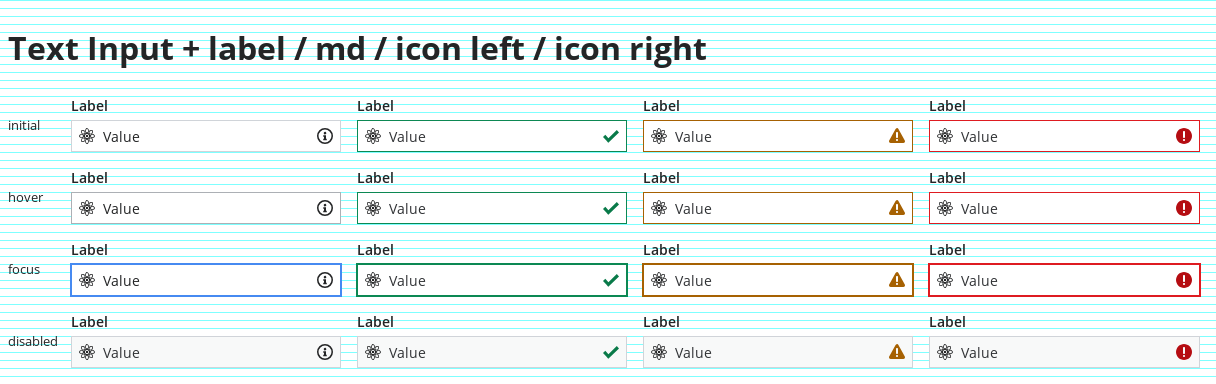 Text Input + label / md / icon left / icon right
Label Label Label Label
initial Value Value Value Value
Label Label Label Label
hover Value Value Value Value
Label Label Label Label
focus Value Value Value Value
Label Label Label Label
disabled Value Value Value Value